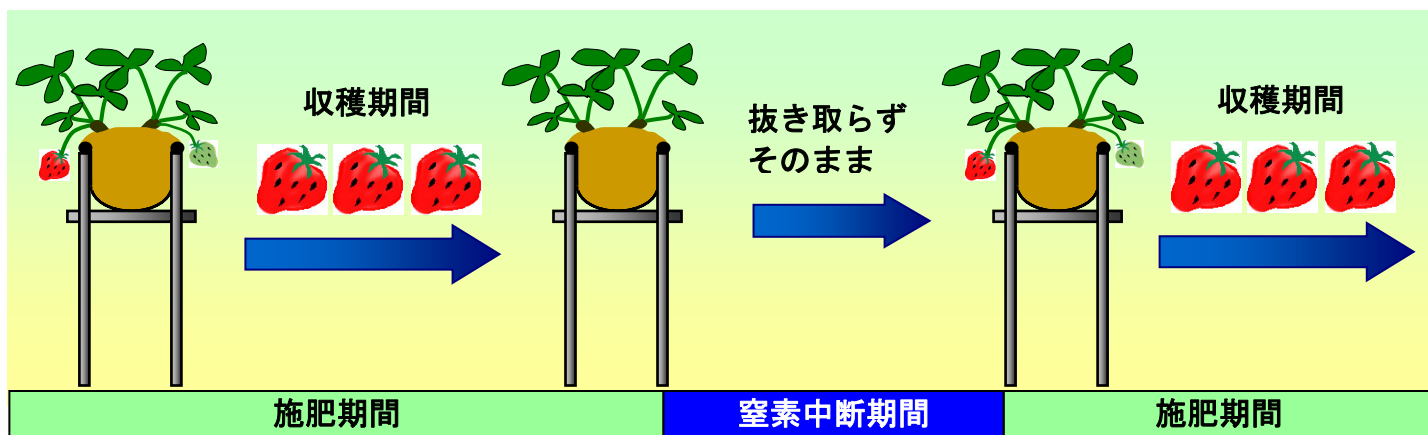 収穫期間
抜き取らず
そのまま
収穫期間
施肥期間
窒素中断期間
施肥期間